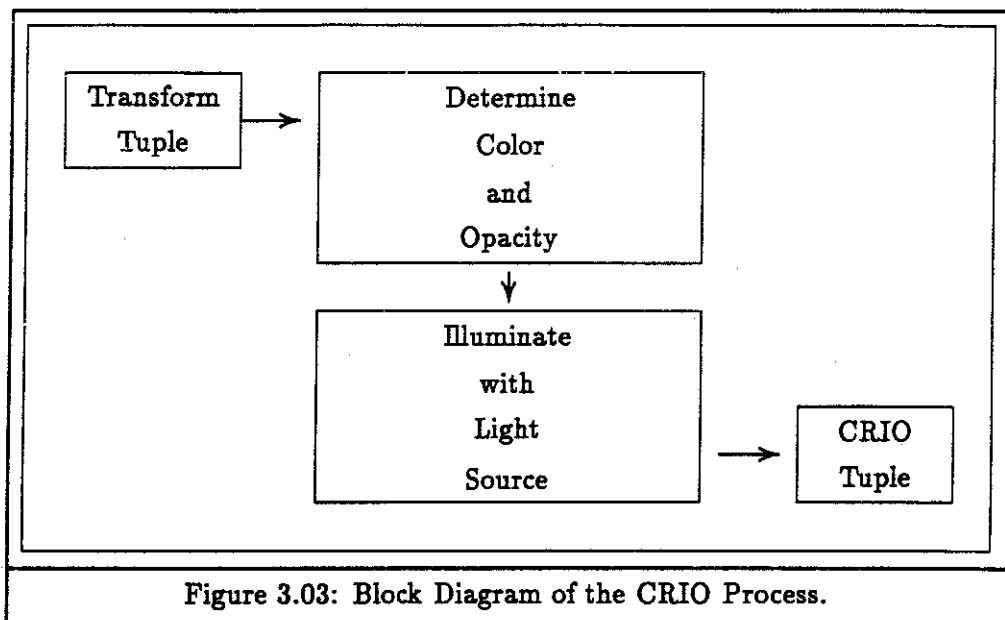 Transform
Tuple
Determine
Color
and
Opacity
Illuminate
with
Light
Source
CRIO
Tuple
Figure 3.03: Block Diagram of the CRIO Process.